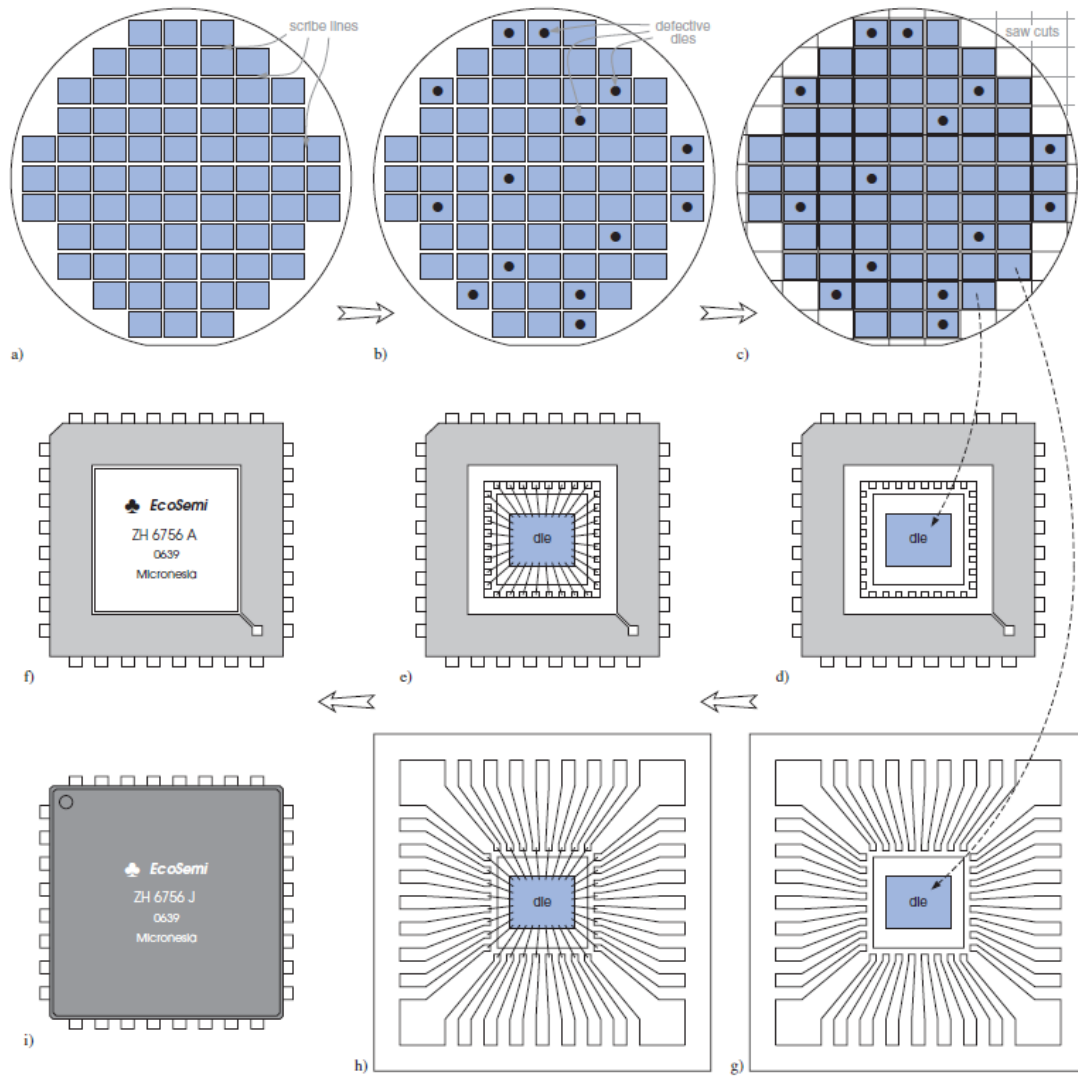 scribe lines
defective
dies
saw cuts
a)
b)
c)
♣ EcoSemi
ZH 6756 A
0639
Micronesia
die
die
f)
e)
d)
♣ EcoSemi
ZH 6756 J
0639
Micronesia
die
die
i)
h)
g)